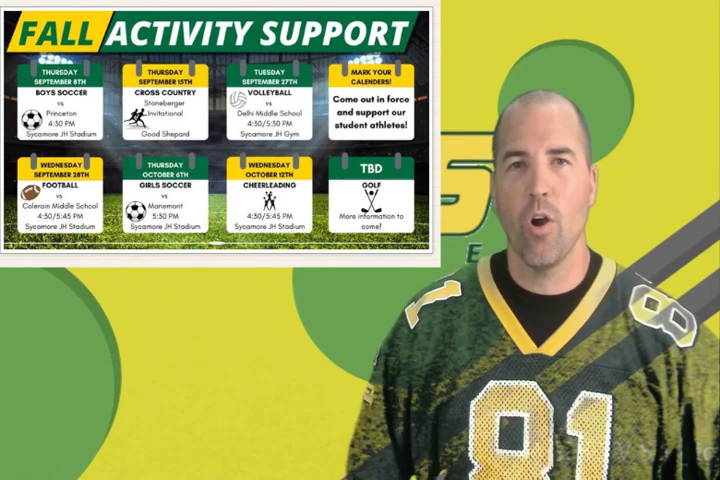 FALL ACTIVITY SUPPORT
THURSDAY
SEPTEMBER 8TH
BOYS SOCCER
vs
Princeton
4:30 PM
Sycamore JH Stadium
THURSDAY
SEPTEMBER 15TH
CROSS COUNTRY
Stoneberger
Invitational
Good Shepard
TUESDAY
SEPTEMBER 27TH
VOLLEYBALL
vs
Delhi Middle School
4:30/5:30 PM
Sycamore JH Gym
MARK YOUR
CALENDERS!
Come out in force
and support our
student athletes!
WEDNESDAY
SEPTEMBER 28TH
FOOTBALL
vs
Colerain Middle School
4:30/5:45 PM
Sycamore JH Stadium
THURSDAY
OCTOBER 6TH
GIRLS SOCCER
vs
Mariemont
5:30 PM
Sycamore JH Stadium
WEDNESDAY
OCTOBER 12TH
CHEERLEADING
4:30/5:45 PM
Sycamore JH Stadium
TBD
GOLF
More information to
come!
S
E
18
81